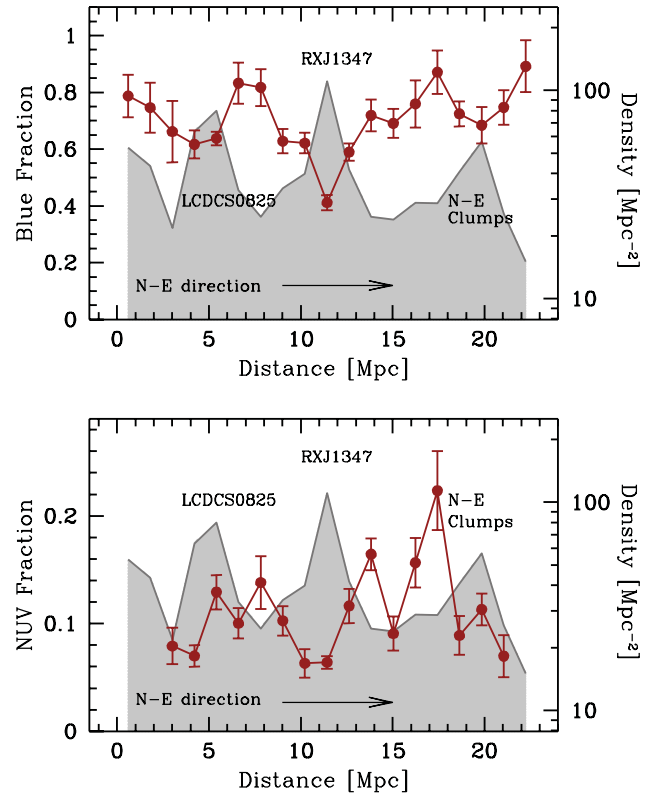 1
0.8
0.6
0.4
0.2
0
Blue Fraction
RXJ1347
LCDCS0825
N-E
Clumps
N-E direction
100
10
Density [Mpc⁻²]
0 5 10 15 20
Distance [Mpc]
0.2
0.1
0
NUV Fraction
RXJ1347
LCDCS0825
N-E
Clumps
N-E direction
100
10
Density [Mpc⁻²]
0 5 10 15 20
Distance [Mpc]